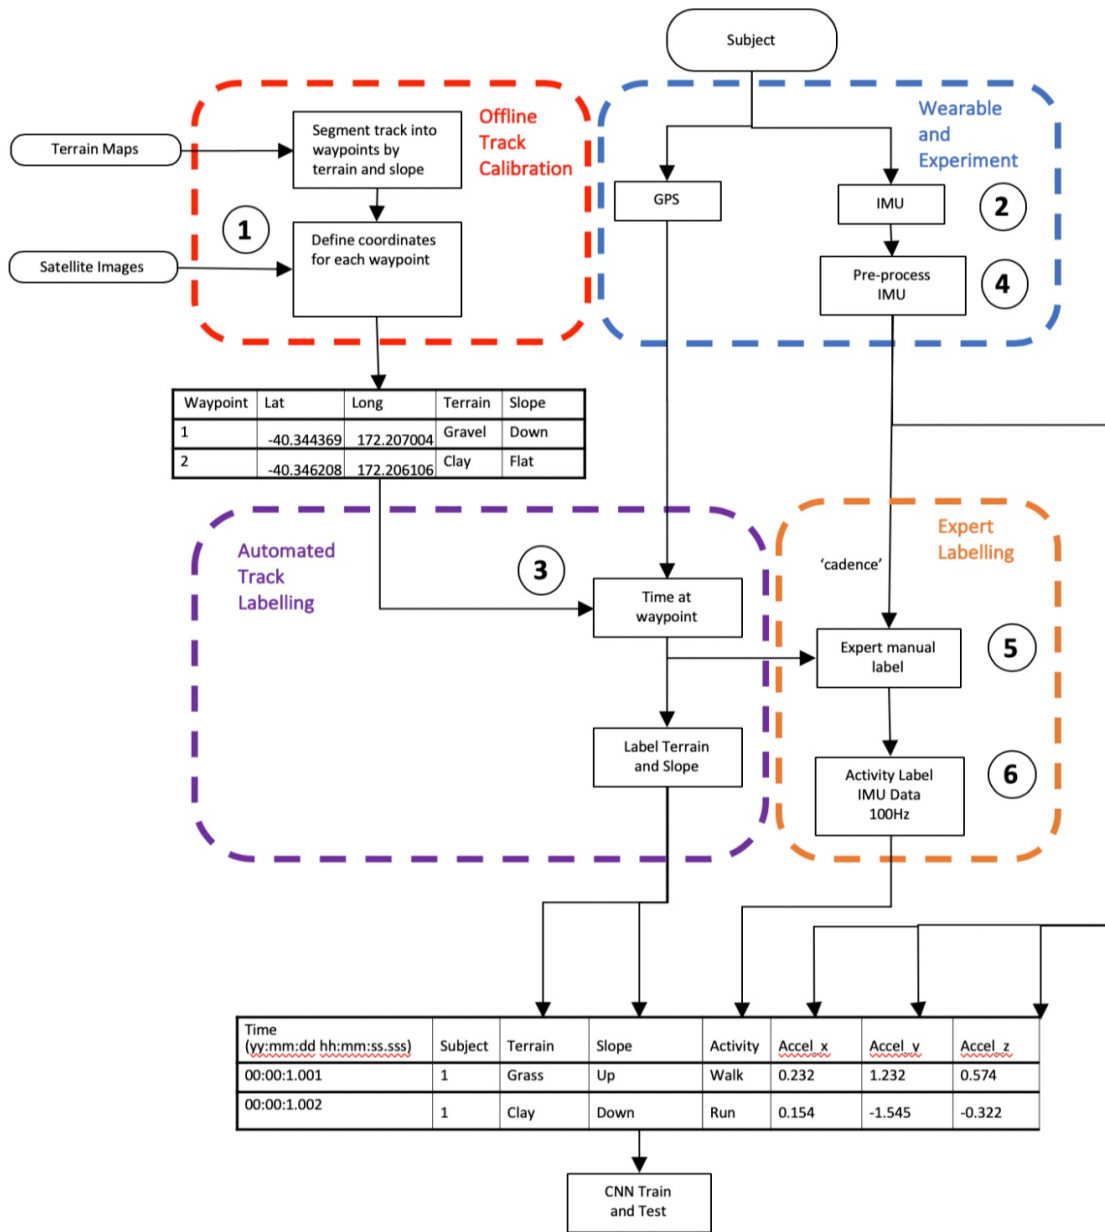 Subject
Offline
Track
Calibration
Wearable
and
Experiment
Terrain Maps
Segment track into
waypoints by
terrain and slope
GPS
IMU
2
1
Define coordinates
for each waypoint
Satellite Images
Pre-process
IMU
4
Waypoint Lat Long Terrain Slope
1 -40.344369 172.207004 Gravel Down
2 -40.346208 172.206106 Clay Flat
Automated
Track
Labelling
Expert
Labelling
3
'cadence'
Time at
waypoint
Expert manual
label
5
Label Terrain
and Slope
Activity Label
IMU Data
100Hz
6
Time
(yy:mm:dd hh:mm:ss.sss) Subject Terrain Slope Activity Accel_x Accel_y Accel_z
00:00:1.001 1 Grass Up Walk 0.232 1.232 0.574
00:00:1.002 1 Clay Down Run 0.154 -1.545 -0.322
CNN Train
and Test